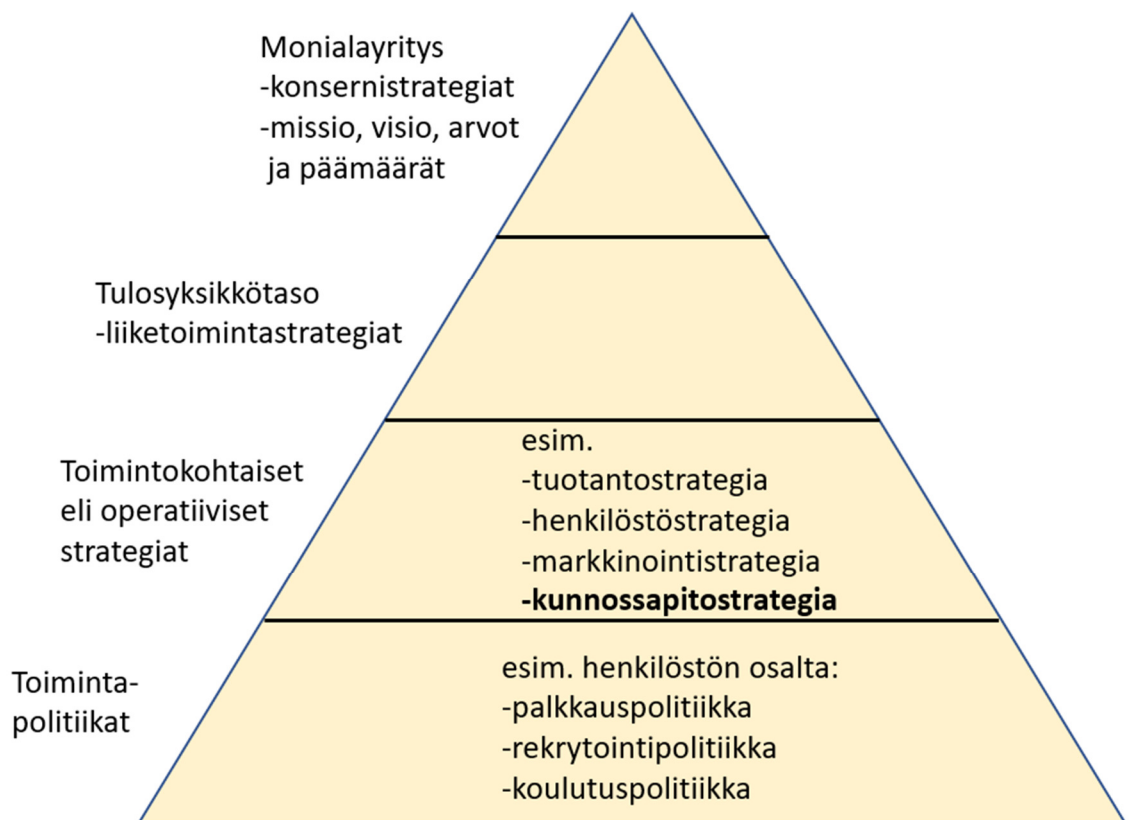 Monialayritys
-konsernistrategiat
-missio, visio, arvot
ja päämäärät
Tulosyksikkötaso
-liiketoimintastrategiat
Toimintokohtaiset
eli operatiiviset
strategiat
esim.
-tuotantostrategia
-henkilöstöstrategia
-markkinointistrategia
-kunnossapitostrategia
Toiminta-
politiikat
esim. henkilöstön osalta:
-palkkauspolitiikka
-rekrytointipolitiikka
-koulutuspolitiikka